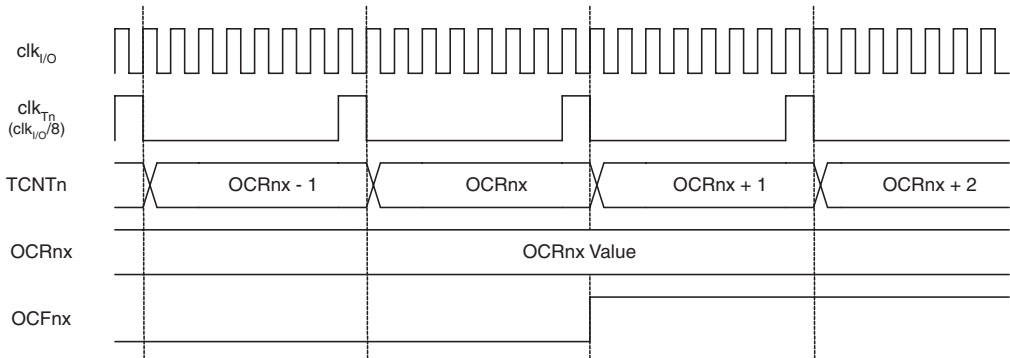 clkI/O
clkTn
(clkI/O/8)
TCNTn OCRnx - 1 OCRnx OCRnx + 1 OCRnx + 2
OCRnx OCRnx Value
OCFnx